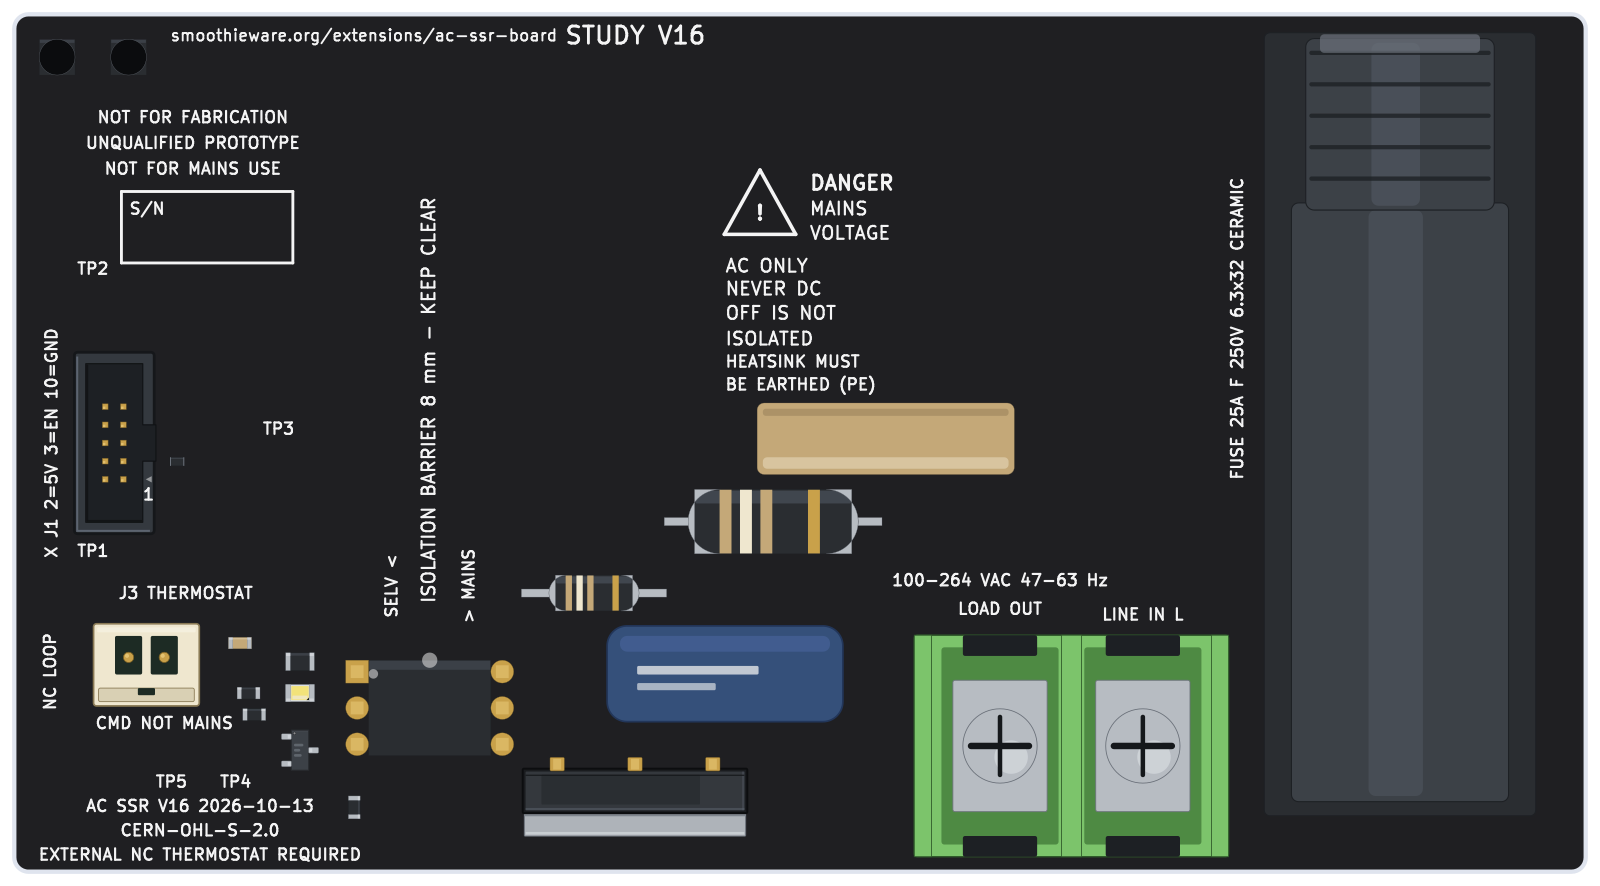 smoothieware.org/extensions/ac-ssr-board STUDY V16
NOT FOR FABRICATION
UNQUALIFIED PROTOTYPE
NOT FOR MAINS USE
S/N
TP2
DANGER
MAINS
VOLTAGE
!
AC ONLY
NEVER DC
OFF IS NOT
ISOLATED
HEATSINK MUST
BE EARTHED (PE)
FUSE 25A F 250V 6.3x32 CERAMIC
ISOLATION BARRIER 8 mm - KEEP CLEAR
SELV <
> MAINS
X J1 2=5V 3=EN 10=GND
TP3
1
TP1
J3 THERMOSTAT
NC LOOP
CMD NOT MAINS
100-264 VAC 47-63 Hz
LOAD OUT
LINE IN L
TP5 TP4
AC SSR V16 2026-10-13
CERN-OHL-S-2.0
EXTERNAL NC THERMOSTAT REQUIRED